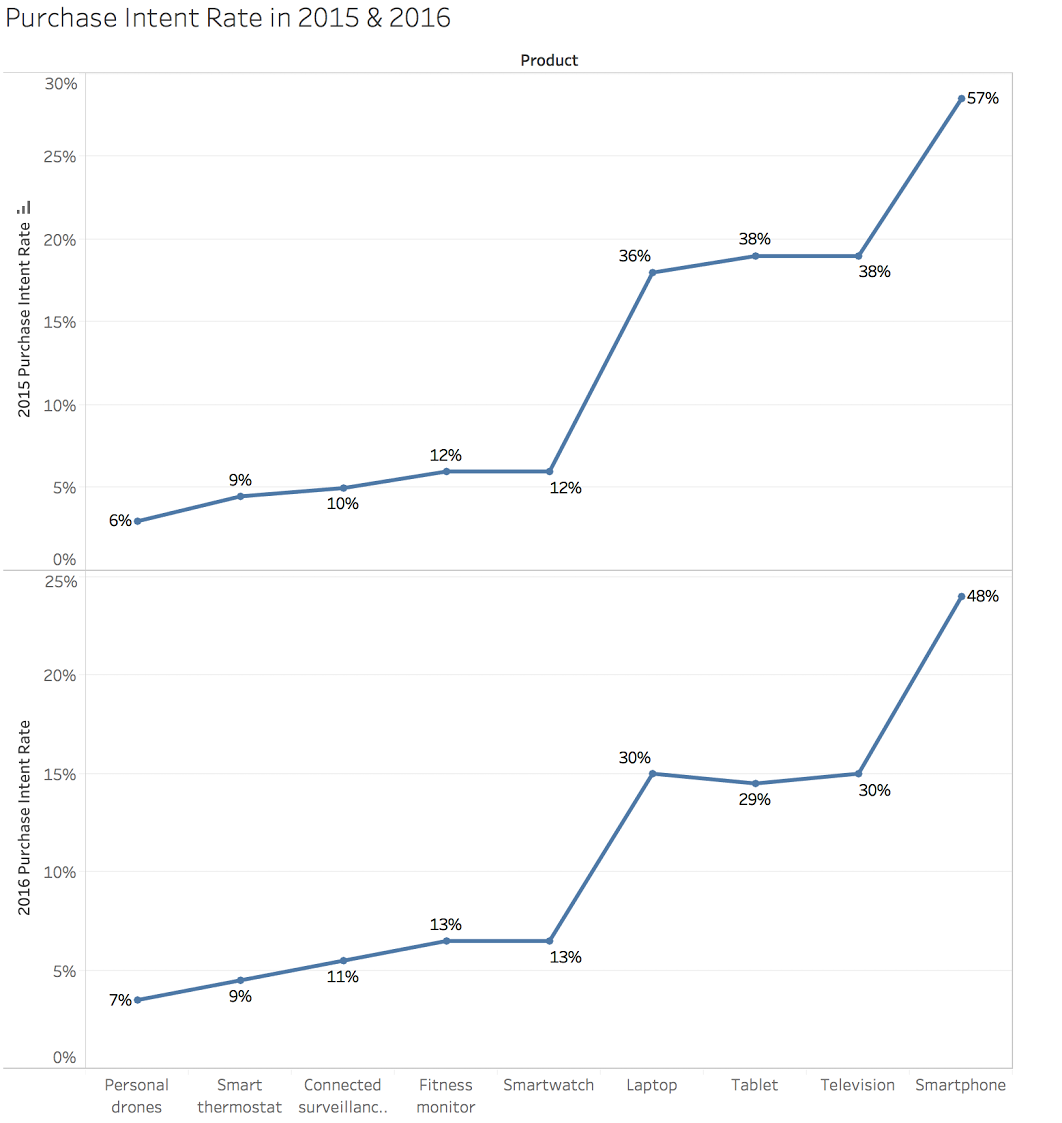 Purchase Intent Rate in 2015 & 2016
Product
2015 Purchase Intent Rate
30%
25%
20%
15%
10%
5%
0%
6%
9%
10%
12%
12%
36%
38%
38%
57%
2016 Purchase Intent Rate
25%
20%
15%
10%
5%
0%
7%
9%
11%
13%
13%
30%
29%
30%
48%
Personal
drones
Smart
thermostat
Connected
surveillanc..
Fitness
monitor
Smartwatch
Laptop
Tablet
Television
Smartphone